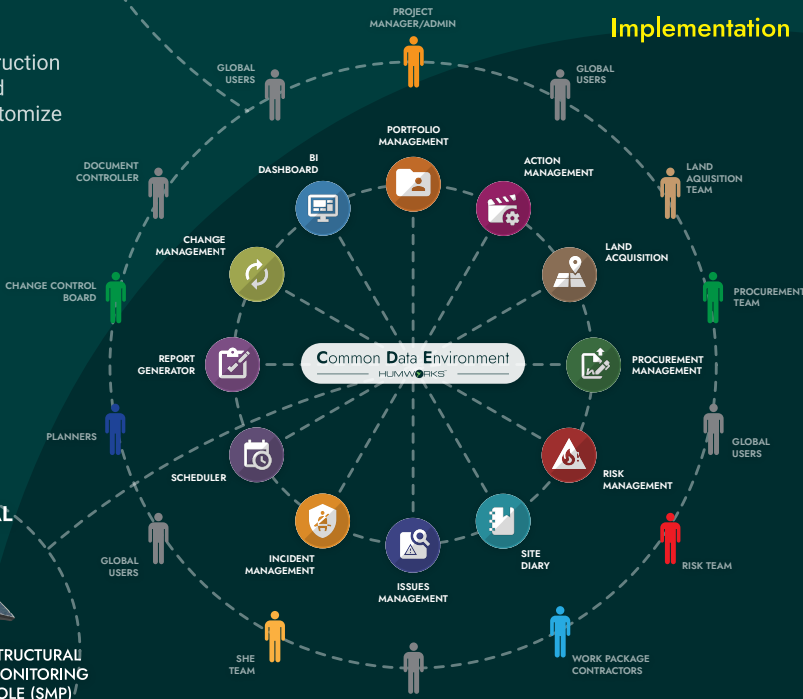 PROJECT
MANAGER/ADMIN
Implementation
ruction
d
tomize
GLOBAL
USERS
GLOBAL
USERS
PORTFOLIO
MANAGEMENT
BI
DASHBOARD
ACTION
MANAGEMENT
DOCUMENT
CONTROLLER
LAND
AQUISITION
TEAM
CHANGE
MANAGEMENT
LAND
ACQUISITION
CHANGE CONTROL
BOARD
PROCUREMENT
TEAM
REPORT
GENERATOR
Common Data Environment
HUMWORKS
PROCUREMENT
MANAGEMENT
PLANNERS
GLOBAL
USERS
SCHEDULER
RISK
MANAGEMENT
AL
GLOBAL
USERS
INCIDENT
MANAGEMENT
ISSUES
MANAGEMENT
SITE
DIARY
RISK TEAM
SHE
TEAM
WORK PACKAGE
CONTRACTORS
TRUCTURAL
ONITORING
OLE (SMP)